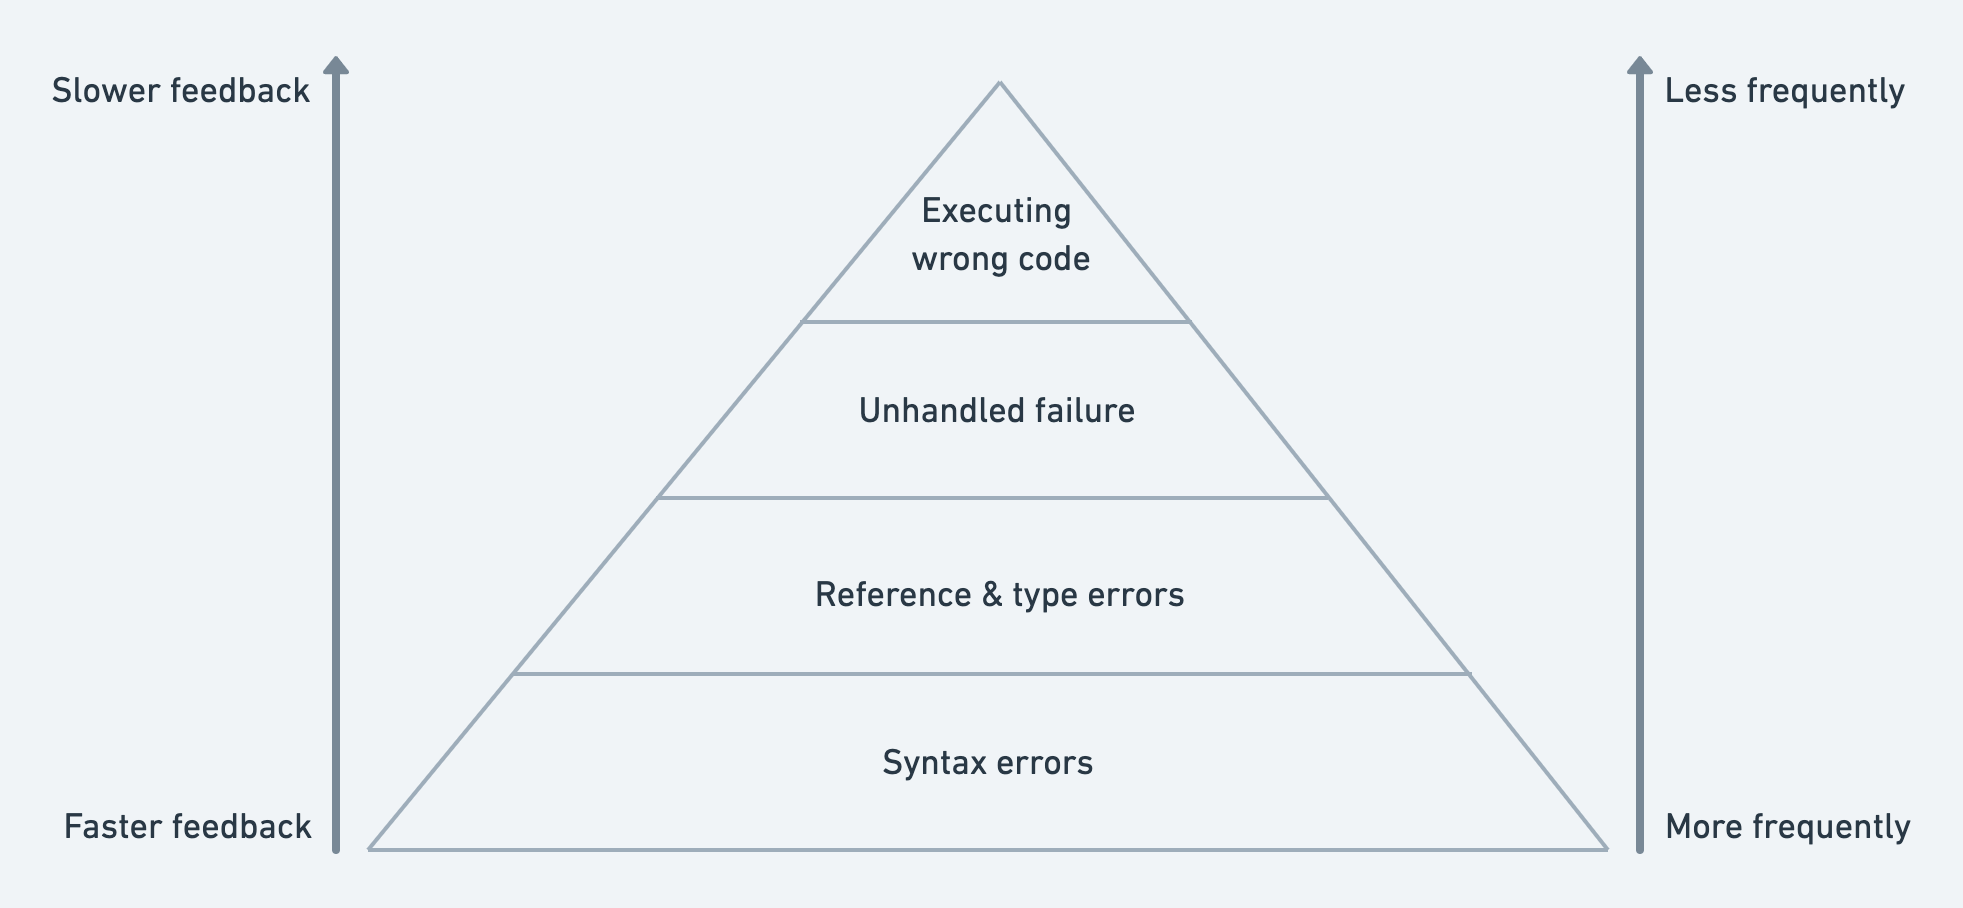 Slower feedback
Less frequently
Executing
wrong code
Unhandled failure
Reference & type errors
Syntax errors
Faster feedback
More frequently